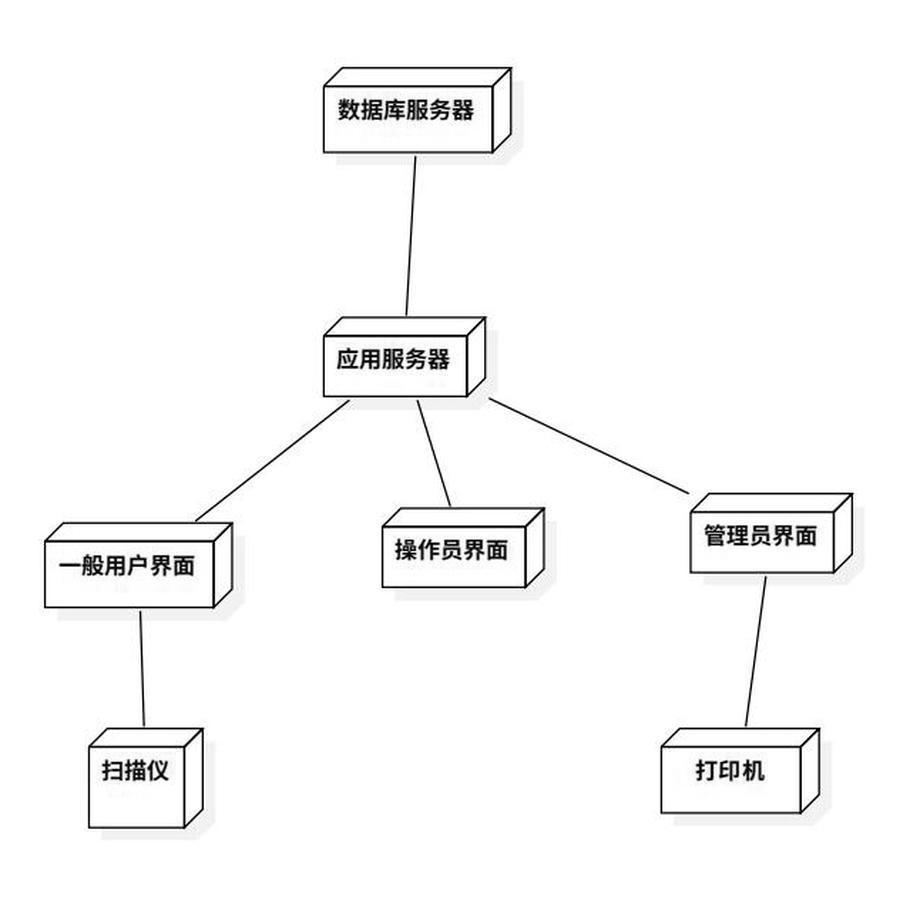 数据库服务器
应用服务器
一般用户界面
操作员界面
管理员界面
扫描仪
打印机